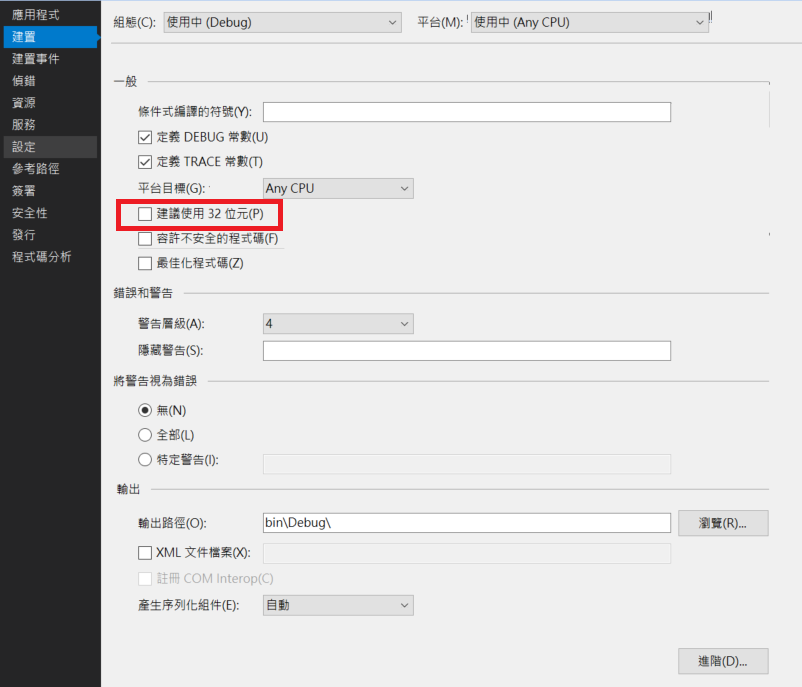 應用程式
建置
建置事件
偵錯
資源
服務
設定
參考路徑
簽署
安全性
發行
程式碼分析
組態(C): 使用中 (Debug) 平台(M): 使用中 (Any CPU)
一般
條件式編譯的符號(Y):
定義 DEBUG 常數(U)
定義 TRACE 常數(T)
平台目標(G): Any CPU
建議使用 32 位元(P)
容許不安全的程式碼(F)
最佳化程式碼(Z)
錯誤和警告
警告層級(A): 4
隱藏警告(S):
將警告視為錯誤
無(N)
全部(L)
特定警告(I):
輸出
輸出路徑(O): bin\Debug\ 瀏覽(R)...
XML 文件檔案(X):
註冊 COM Interop(C)
產生序列化組件(E): 自動
進階(D)...